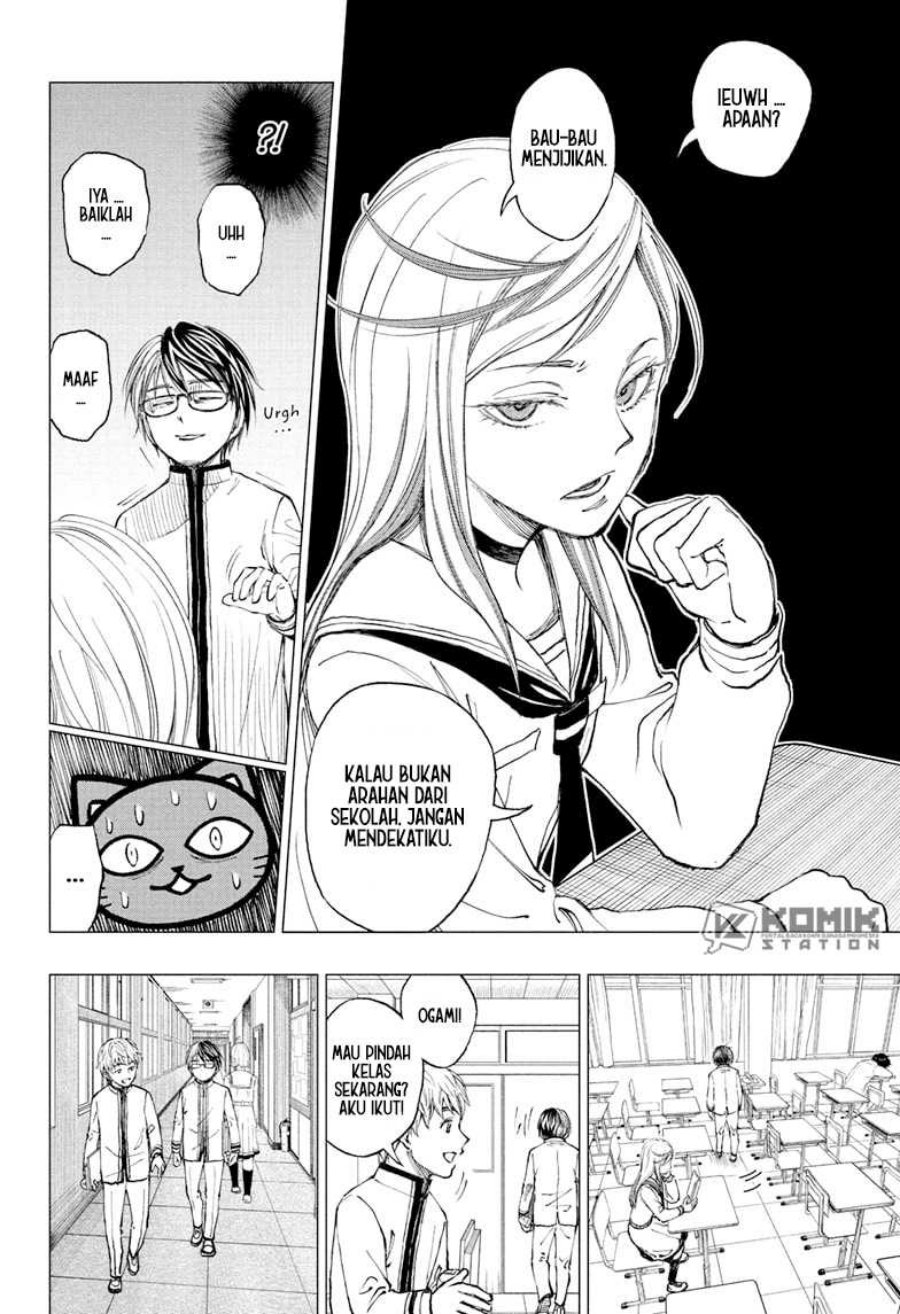 IEUWH ....
APAAN?
BAU-BAU
MENJIJIKAN.
KALAU BUKAN
ARAHAN DARI
SEKOLAH, JANGAN
MENDEKATIKU.
?!
UHH
....
IYA ....
BAIKLAH
....
MAAF
....
Urgh
...
...
KOMIK
STATION
OGAMI!
MAU PINDAH
KELAS
SEKARANG?
AKU IKUT!